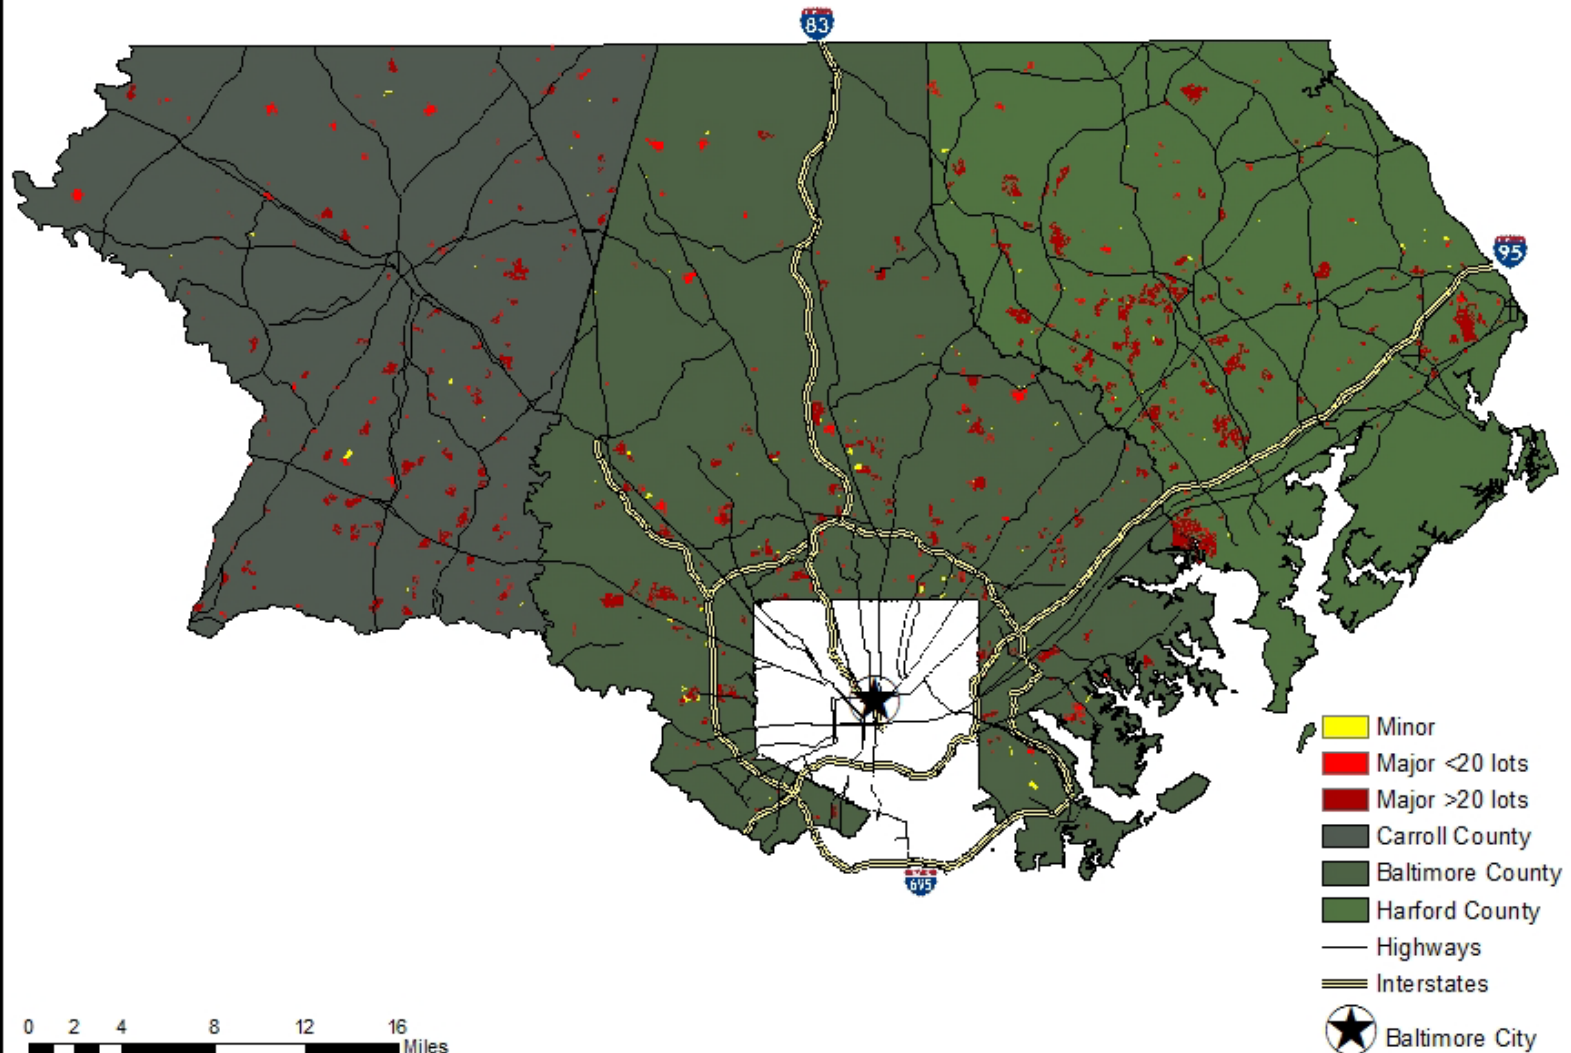 83
95
Minor
Major <20 lots
Major >20 lots
Carroll County
Baltimore County
Harford County
Highways
695
Interstates
0 2 4 8 12 16
Miles
Baltimore City